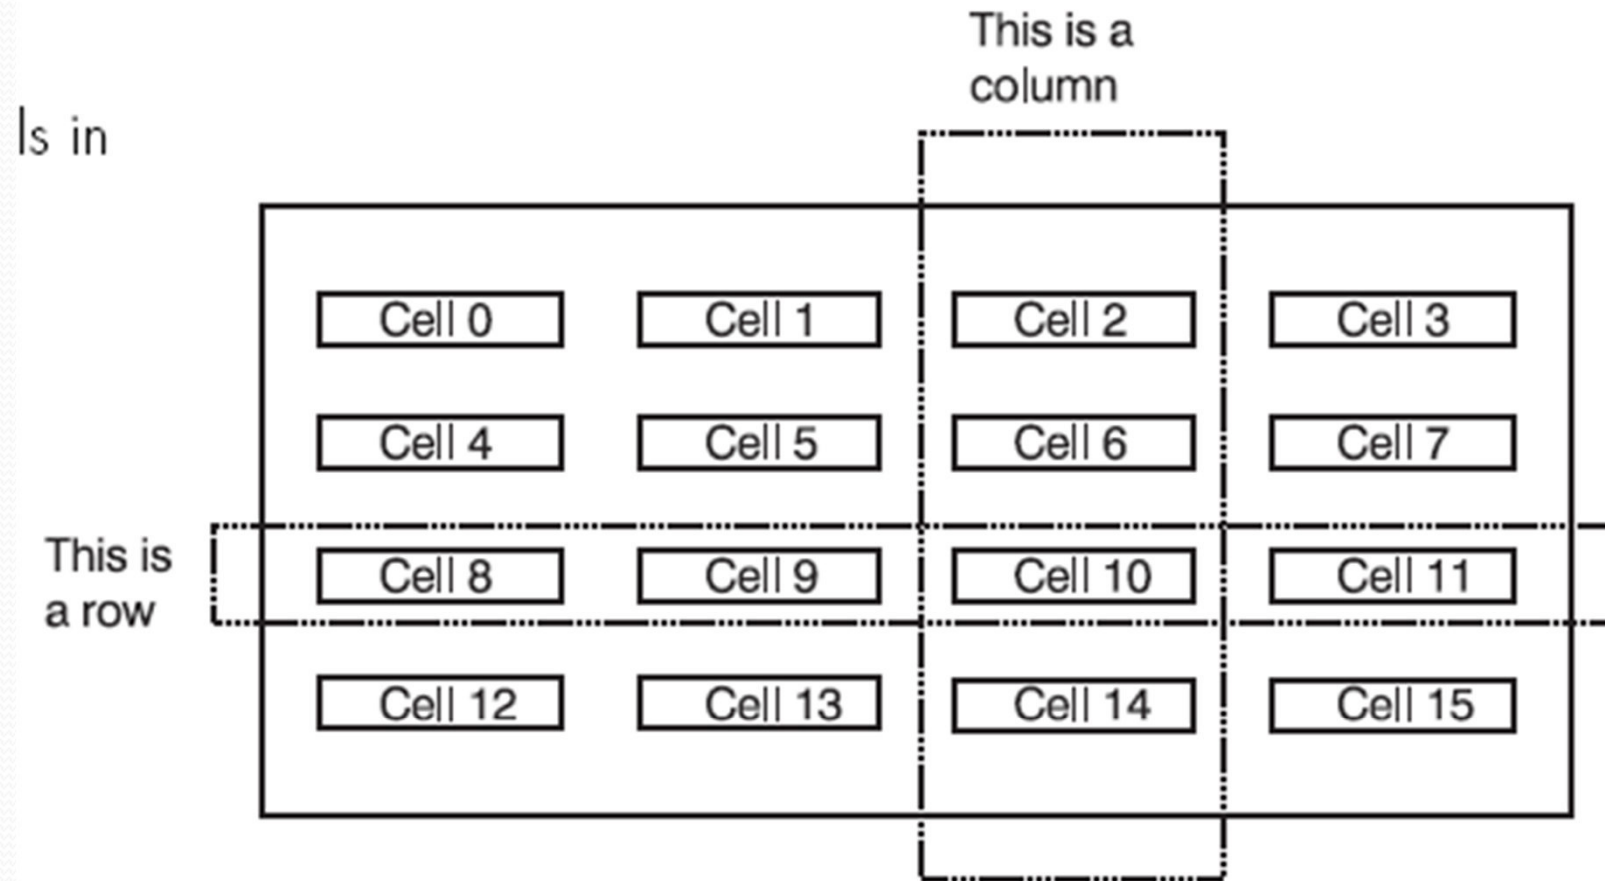 This is a
column
ls in
Cell 0 Cell 1 Cell 2 Cell 3
Cell 4 Cell 5 Cell 6 Cell 7
This is
a row
Cell 8 Cell 9 Cell 10 Cell 11
Cell 12 Cell 13 Cell 14 Cell 15